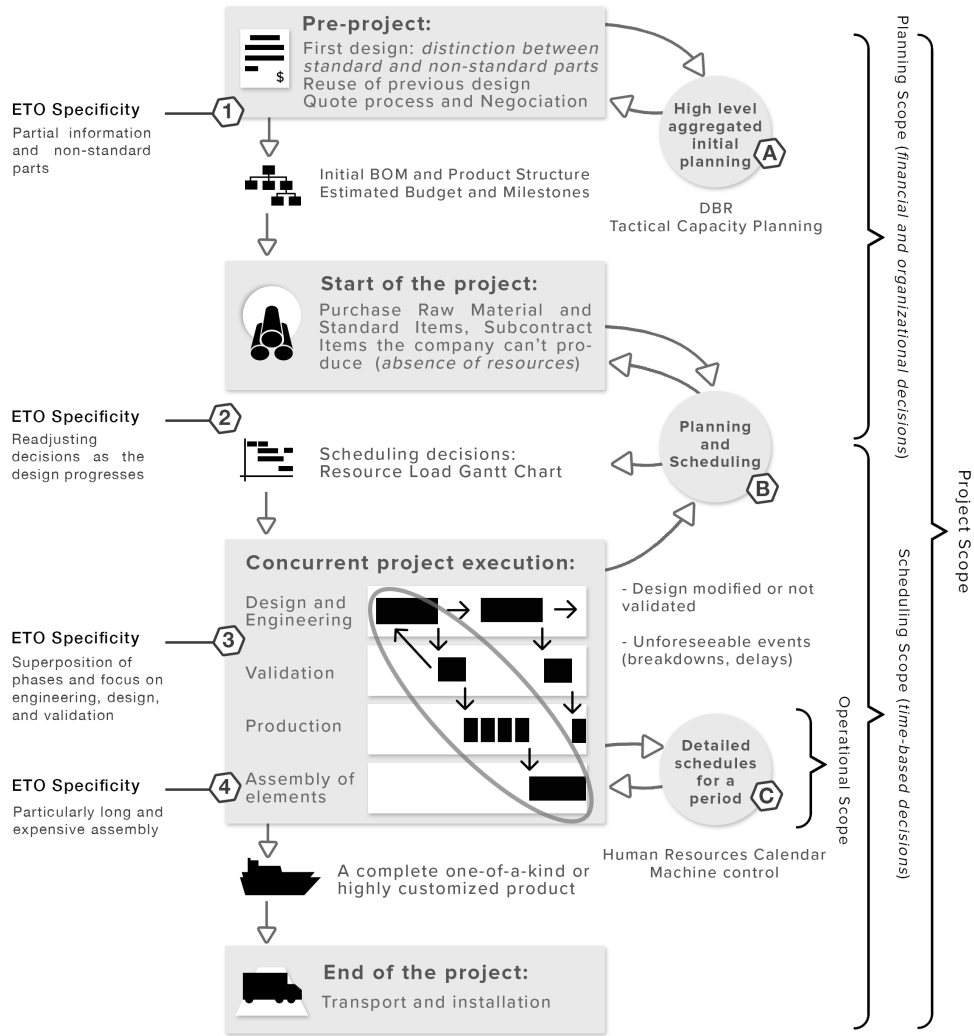 Pre-project:
First design: distinction between
standard and non-standard parts
Reuse of previous design
Quote process and Negociation
$
ETO Specificity
1
Partial information
and non-standard
parts
High level
aggregated
initial
planning
A
DBR
Tactical Capacity Planning
Initial BOM and Product Structure
Estimated Budget and Milestones
Start of the project:
Purchase Raw Material and
Standard Items, Subcontract
Items the company can't pro-
duce (absence of resources)
ETO Specificity
2
Readjusting
decisions as the
design progresses
Scheduling decisions:
Resource Load Gantt Chart
Planning
and
Scheduling
B
Concurrent project execution:
Design and
Engineering
Validation
Production
Assembly of
elements
- Design modified or not
validated
- Unforeseeable events
(breakdowns, delays)
ETO Specificity
3
Superposition of
phases and focus on
engineering, design,
and validation
ETO Specificity
4
Particularly long and
expensive assembly
Detailed
schedules
for a
period
C
Human Resources Calendar
Machine control
A complete one-of-a-kind or
highly customized product
End of the project:
Transport and installation
Planning Scope (financial and organizational decisions)
Scheduling Scope (time-based decisions)
Operational Scope
Project Scope